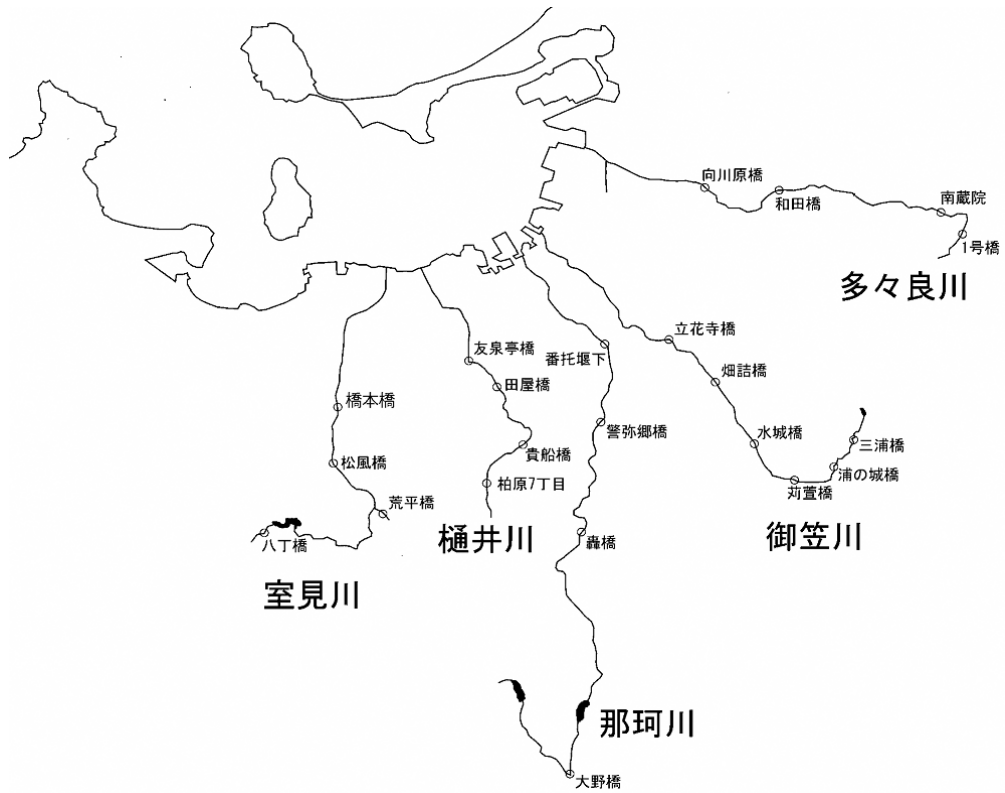 向川原橋
和田橋
南蔵院
1号橋
多々良川
立花寺橋
番托堰下
友泉亭橋
畑詰橋
田屋橋
橋本橋
警弥郷橋
水城橋
三浦橋
貴船橋
松風橋
浦の城橋
柏原7丁目
苅萱橋
荒平橋
八丁橋
樋井川
轟橋
御笠川
室見川
那珂川
大野橋